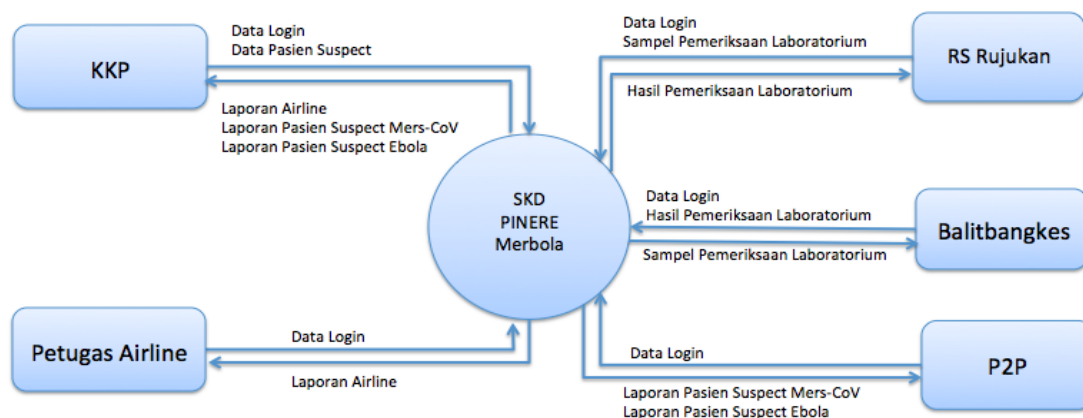 KKP
Data Login
Data Pasien Suspect
Laporan Airline
Laporan Pasien Suspect Mers-CoV
Laporan Pasien Suspect Ebola
Data Login
Sampel Pemeriksaan Laboratorium
RS Rujukan
Hasil Pemeriksaan Laboratorium
SKD
PINERE
Merbola
Data Login
Hasil Pemeriksaan Laboratorium
Balitbangkes
Sampel Pemeriksaan Laboratorium
Petugas Airline
Data Login
Laporan Airline
Data Login
P2P
Laporan Pasien Suspect Mers-CoV
Laporan Pasien Suspect Ebola